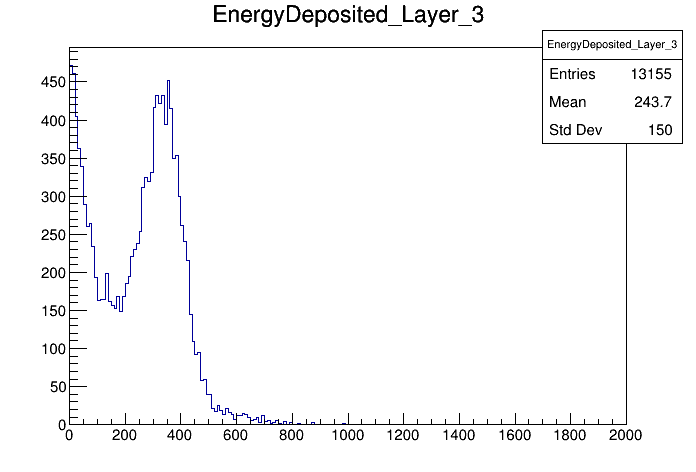 EnergyDeposited_Layer_3
EnergyDeposited_Layer_3
Entries 13155
Mean 243.7
Std Dev 150
450
400
350
300
250
200
150
100
50
0
0 200 400 600 800 1000 1200 1400 1600 1800 2000